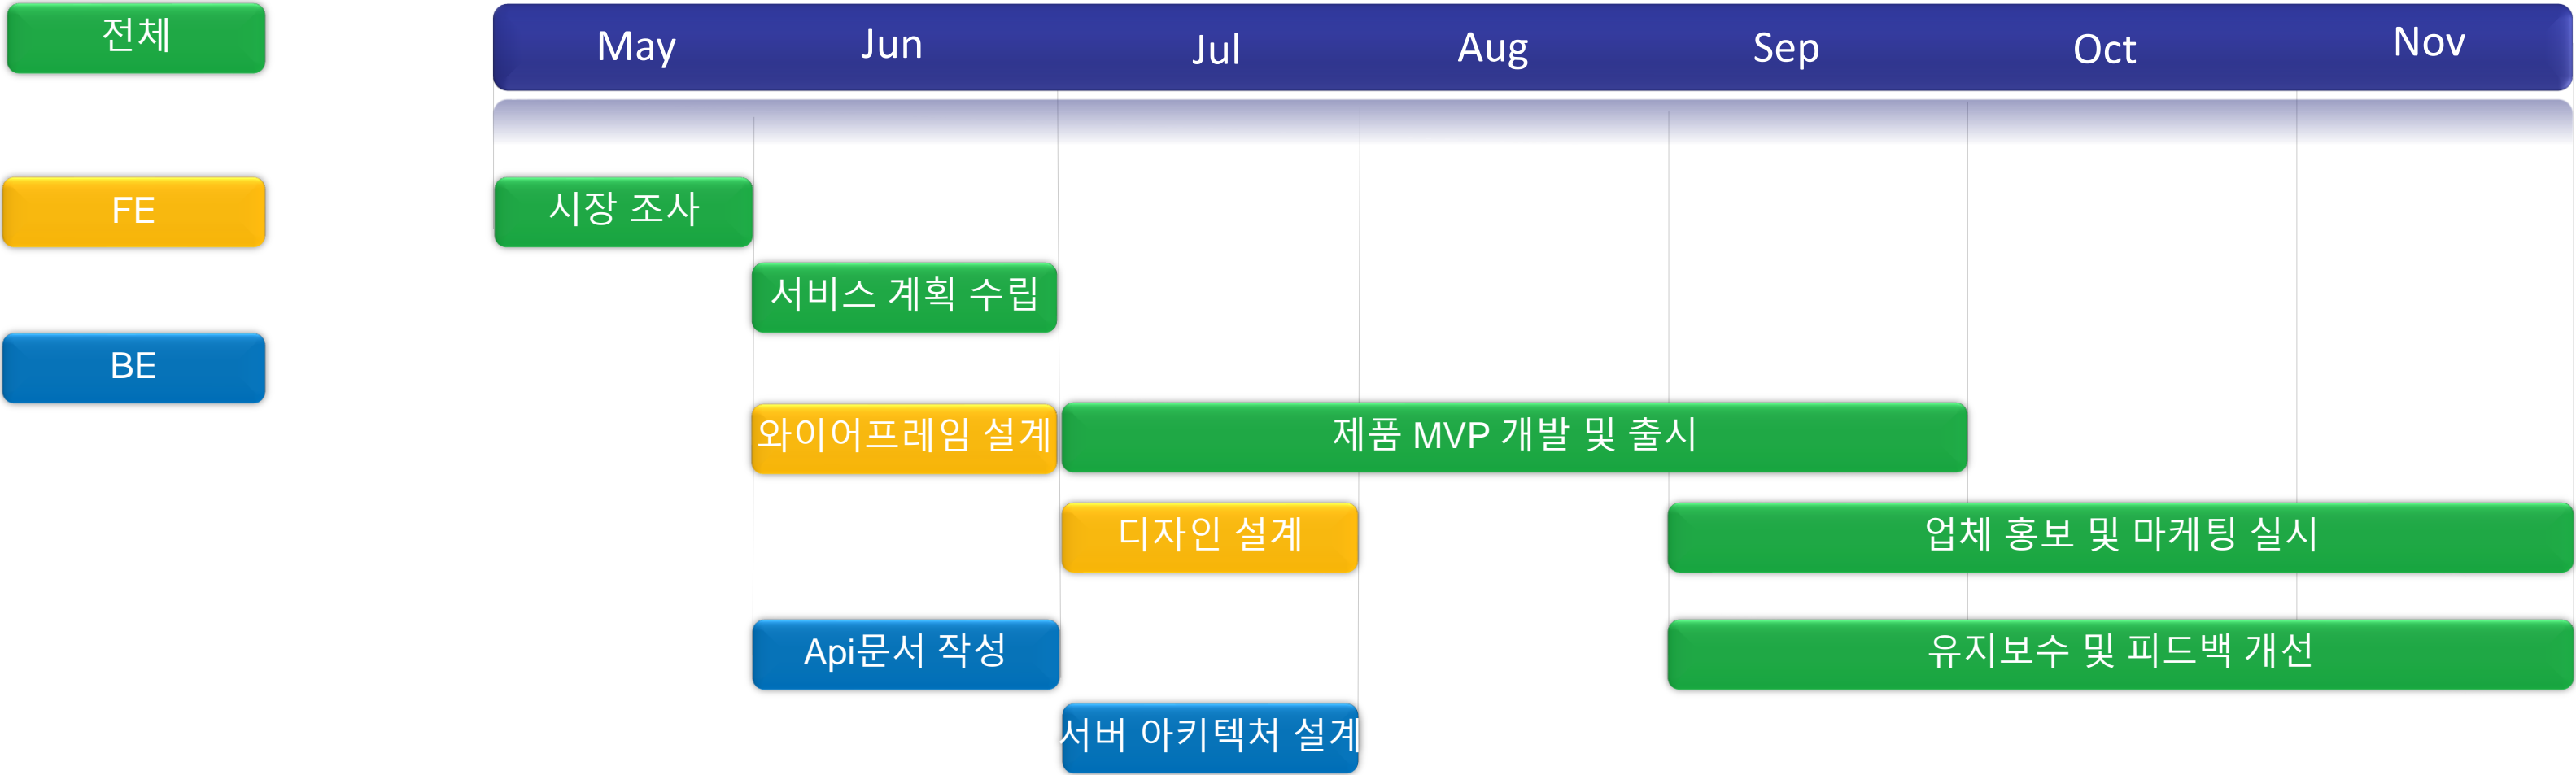 전체
May
Jun
Jul
Aug
Sep
Oct
Nov
FE
시장 조사
서비스 계획 수립
BE
와이어프레임 설계
제품 MVP 개발 및 출시
디자인 설계
업체 홍보 및 마케팅 실시
Api문서 작성
유지보수 및 피드백 개선
서버 아키텍처 설계